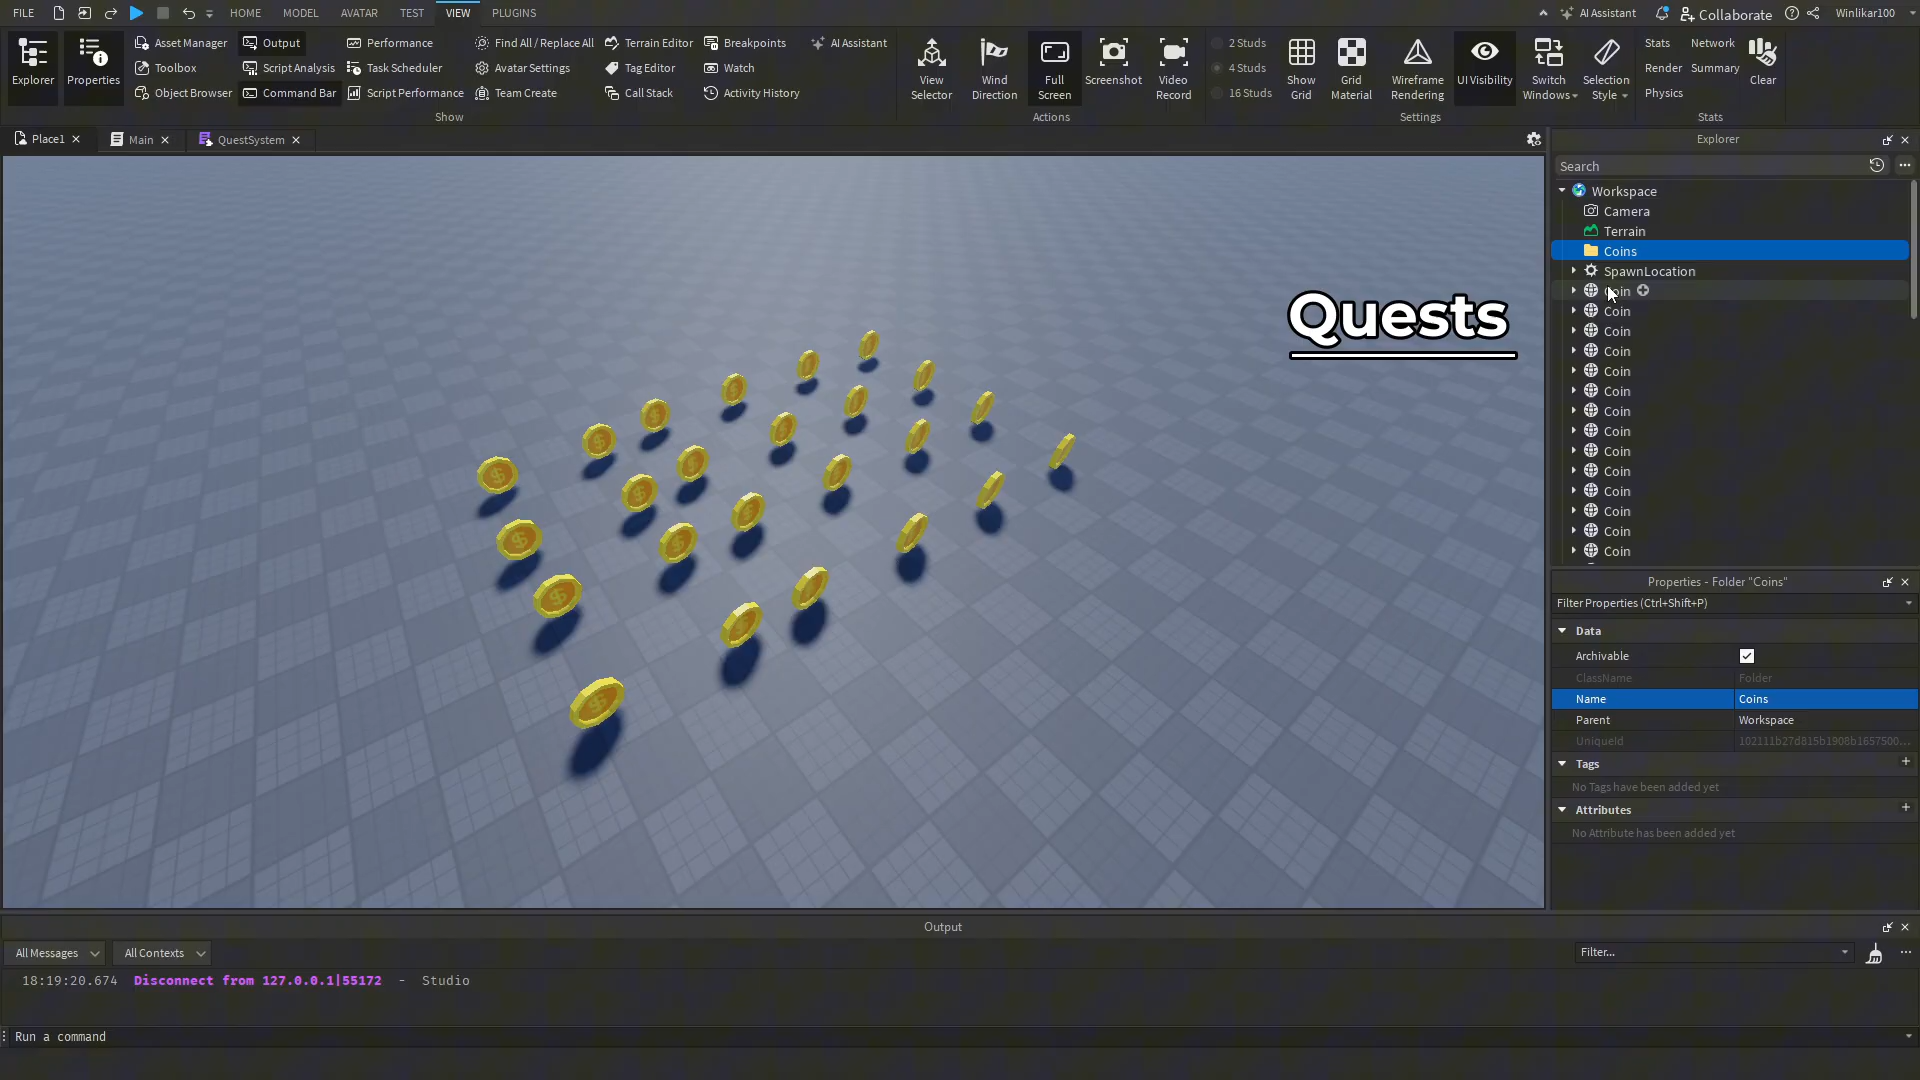 FILE
HOME
MODEL
AVATAR
TEST
VIEW
PLUGINS
AI Assistant
Collaborate
Winlikar100
Explorer
Properties
Asset Manager
Toolbox
Object Browser
Output
Script Analysis
Command Bar
Performance
Task Scheduler
Script Performance
Find All / Replace All
Avatar Settings
Team Create
Terrain Editor
Tag Editor
Call Stack
Breakpoints
Watch
Activity History
AI Assistant
Show
View
Selector
Wind
Direction
Full
Screen
Screenshot
Video
Record
Actions
2 Studs
4 Studs
16 Studs
Show
Grid
Grid
Material
Wireframe
Rendering
UI Visibility
Switch
Windows
Selection
Style
Settings
Stats
Render
Physics
Network
Summary
Clear
Stats
Place1
Main
QuestSystem
Quests
Explorer
Search
Workspace
Camera
Terrain
Coins
SpawnLocation
Coin
Coin
Coin
Coin
Coin
Coin
Coin
Coin
Coin
Coin
Coin
Coin
Coin
Coin
Properties - Folder "Coins"
Filter Properties (Ctrl+Shift+P)
Data
Archivable
ClassName Folder
Name Coins
Parent Workspace
UniqueId 102111b27d815b1908b1657500...
Tags
No Tags have been added yet
Attributes
No Attribute has been added yet
Output
All Messages
All Contexts
Filter...
18:19:20.674 Disconnect from 127.0.0.1|55172 - Studio
Run a command